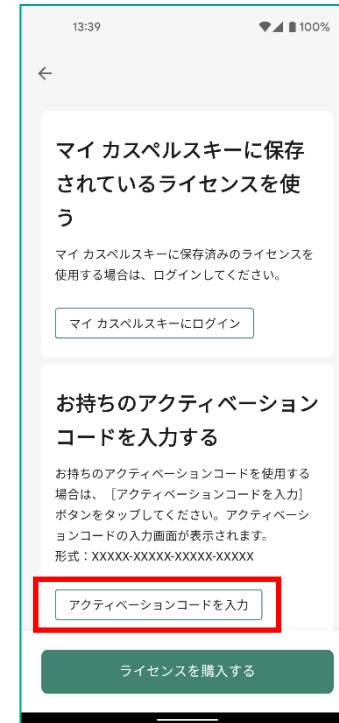 13:39
100%
マイ カスペルスキーに保存
されているライセンスを使
う
マイ カスペルスキーに保存済みのライセンスを
使用する場合は、ログインしてください。
マイ カスペルスキーにログイン
お持ちのアクティベーション
コードを入力する
お持ちのアクティベーションコードを使用する
場合は、［アクティベーションコードを入力］
ボタンをタップしてください。アクティベーシ
ョンコードの入力画面が表示されます。
形式：XXXXX-XXXXX-XXXXX-XXXXX
アクティベーションコードを入力
ライセンスを購入する